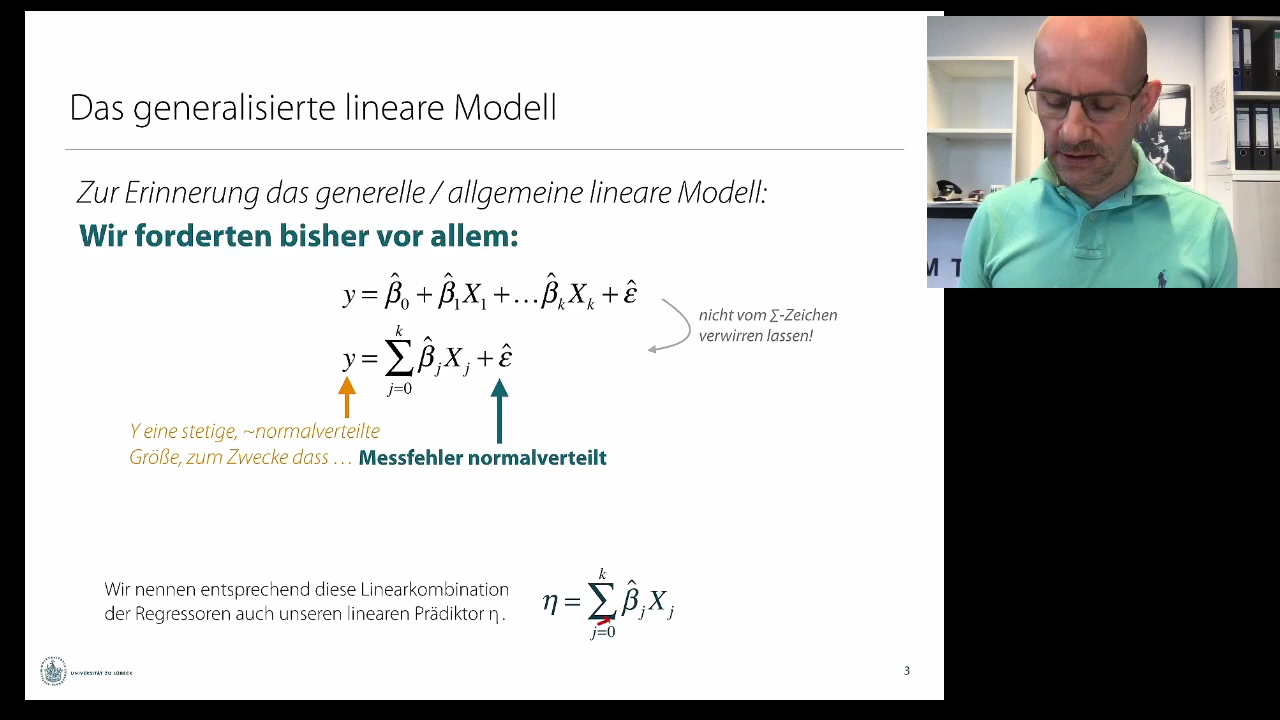 Das generalisierte lineare Modell
Zur Erinnerung das generelle / allgemeine lineare Modell:
Wir forderten bisher vor allem:
y = β̂₀ + β̂₁X₁ + …β̂ₖXₖ + ε̂
nicht vom Σ-Zeichen
verwirren lassen!
k
y = ∑ β̂ⱼXⱼ + ε̂
j=0
Y eine stetige, ~normalverteilte
Größe, zum Zwecke dass … Messfehler normalverteilt
Wir nennen entsprechend diese Linearkombination
der Regressoren auch unseren linearen Prädiktor η .
k
η = ∑ β̂ⱼXⱼ
j=0
UNIVERSITÄT ZU LÜBECK
3